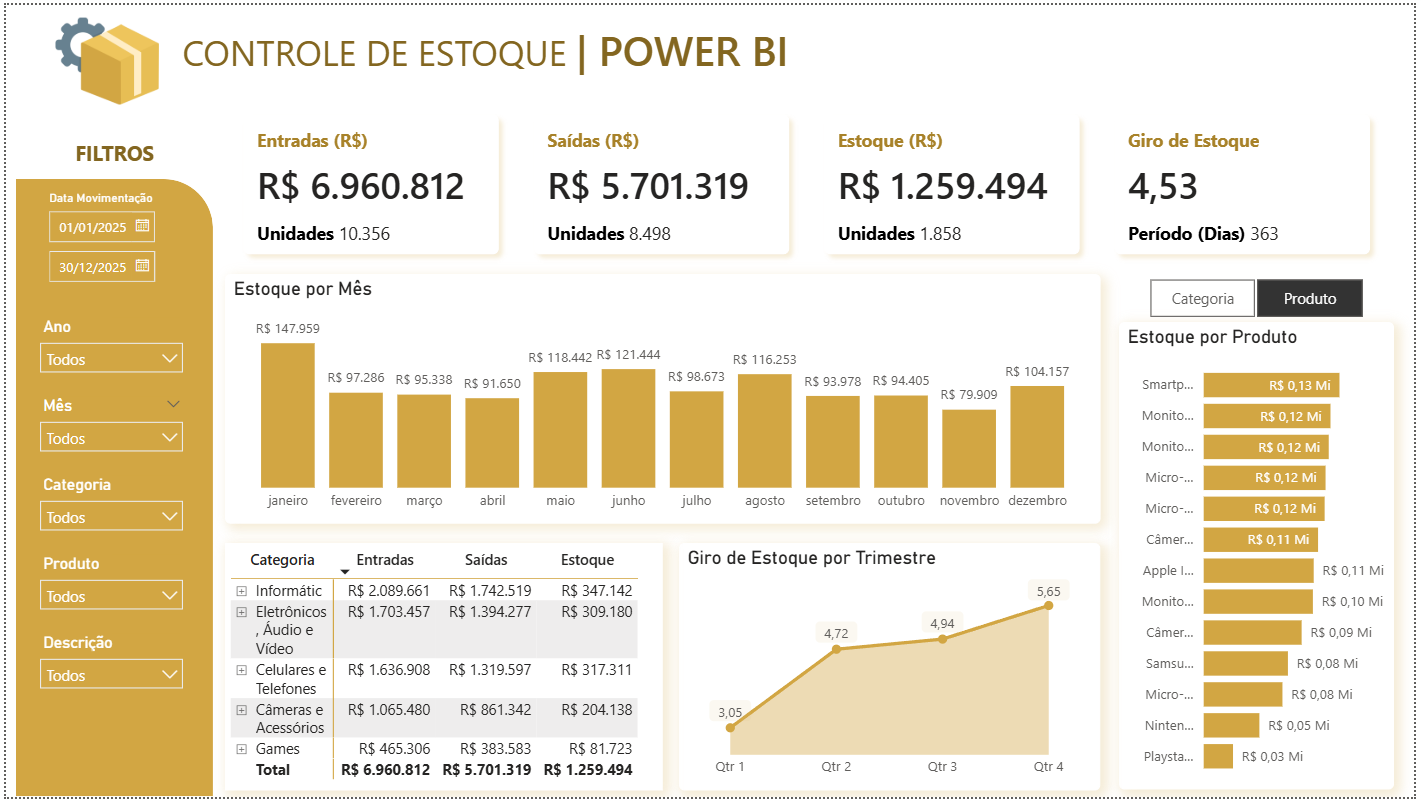 CONTROLE DE ESTOQUE | POWER BI
FILTROS
Data Movimentação
01/01/2025
30/12/2025
Ano
Todos
Mês
Todos
Categoria
Todos
Produto
Todos
Descrição
Todos
Entradas (R$)
R$ 6.960.812
Unidades 10.356
Saídas (R$)
R$ 5.701.319
Unidades 8.498
Estoque (R$)
R$ 1.259.494
Unidades 1.858
Giro de Estoque
4,53
Período (Dias) 363
Estoque por Mês
R$ 147.959
R$ 97.286
R$ 95.338
R$ 91.650
R$ 118.442
R$ 121.444
R$ 98.673
R$ 116.253
R$ 93.978
R$ 94.405
R$ 79.909
R$ 104.157
janeiro fevereiro março abril maio junho julho agosto setembro outubro novembro dezembro
Categoria Produto
Estoque por Produto
Smartp... R$ 0,13 Mi
Monito... R$ 0,12 Mi
Monito... R$ 0,12 Mi
Micro-... R$ 0,12 Mi
Micro-... R$ 0,12 Mi
Câmer... R$ 0,11 Mi
Apple I... R$ 0,11 Mi
Monito... R$ 0,10 Mi
Câmer... R$ 0,09 Mi
Samsu... R$ 0,08 Mi
Micro-... R$ 0,08 Mi
Ninten... R$ 0,05 Mi
Playsta... R$ 0,03 Mi
Categoria Entradas Saídas Estoque
Informátic R$ 2.089.661 R$ 1.742.519 R$ 347.142
Eletrônicos R$ 1.703.457 R$ 1.394.277 R$ 309.180
, Áudio e
Vídeo
Celulares e R$ 1.636.908 R$ 1.319.597 R$ 317.311
Telefones
Câmeras e R$ 1.065.480 R$ 861.342 R$ 204.138
Acessórios
Games R$ 465.306 R$ 383.583 R$ 81.723
Total R$ 6.960.812 R$ 5.701.319 R$ 1.259.494
Giro de Estoque por Trimestre
3,05
4,72
4,94
5,65
Qtr 1 Qtr 2 Qtr 3 Qtr 4